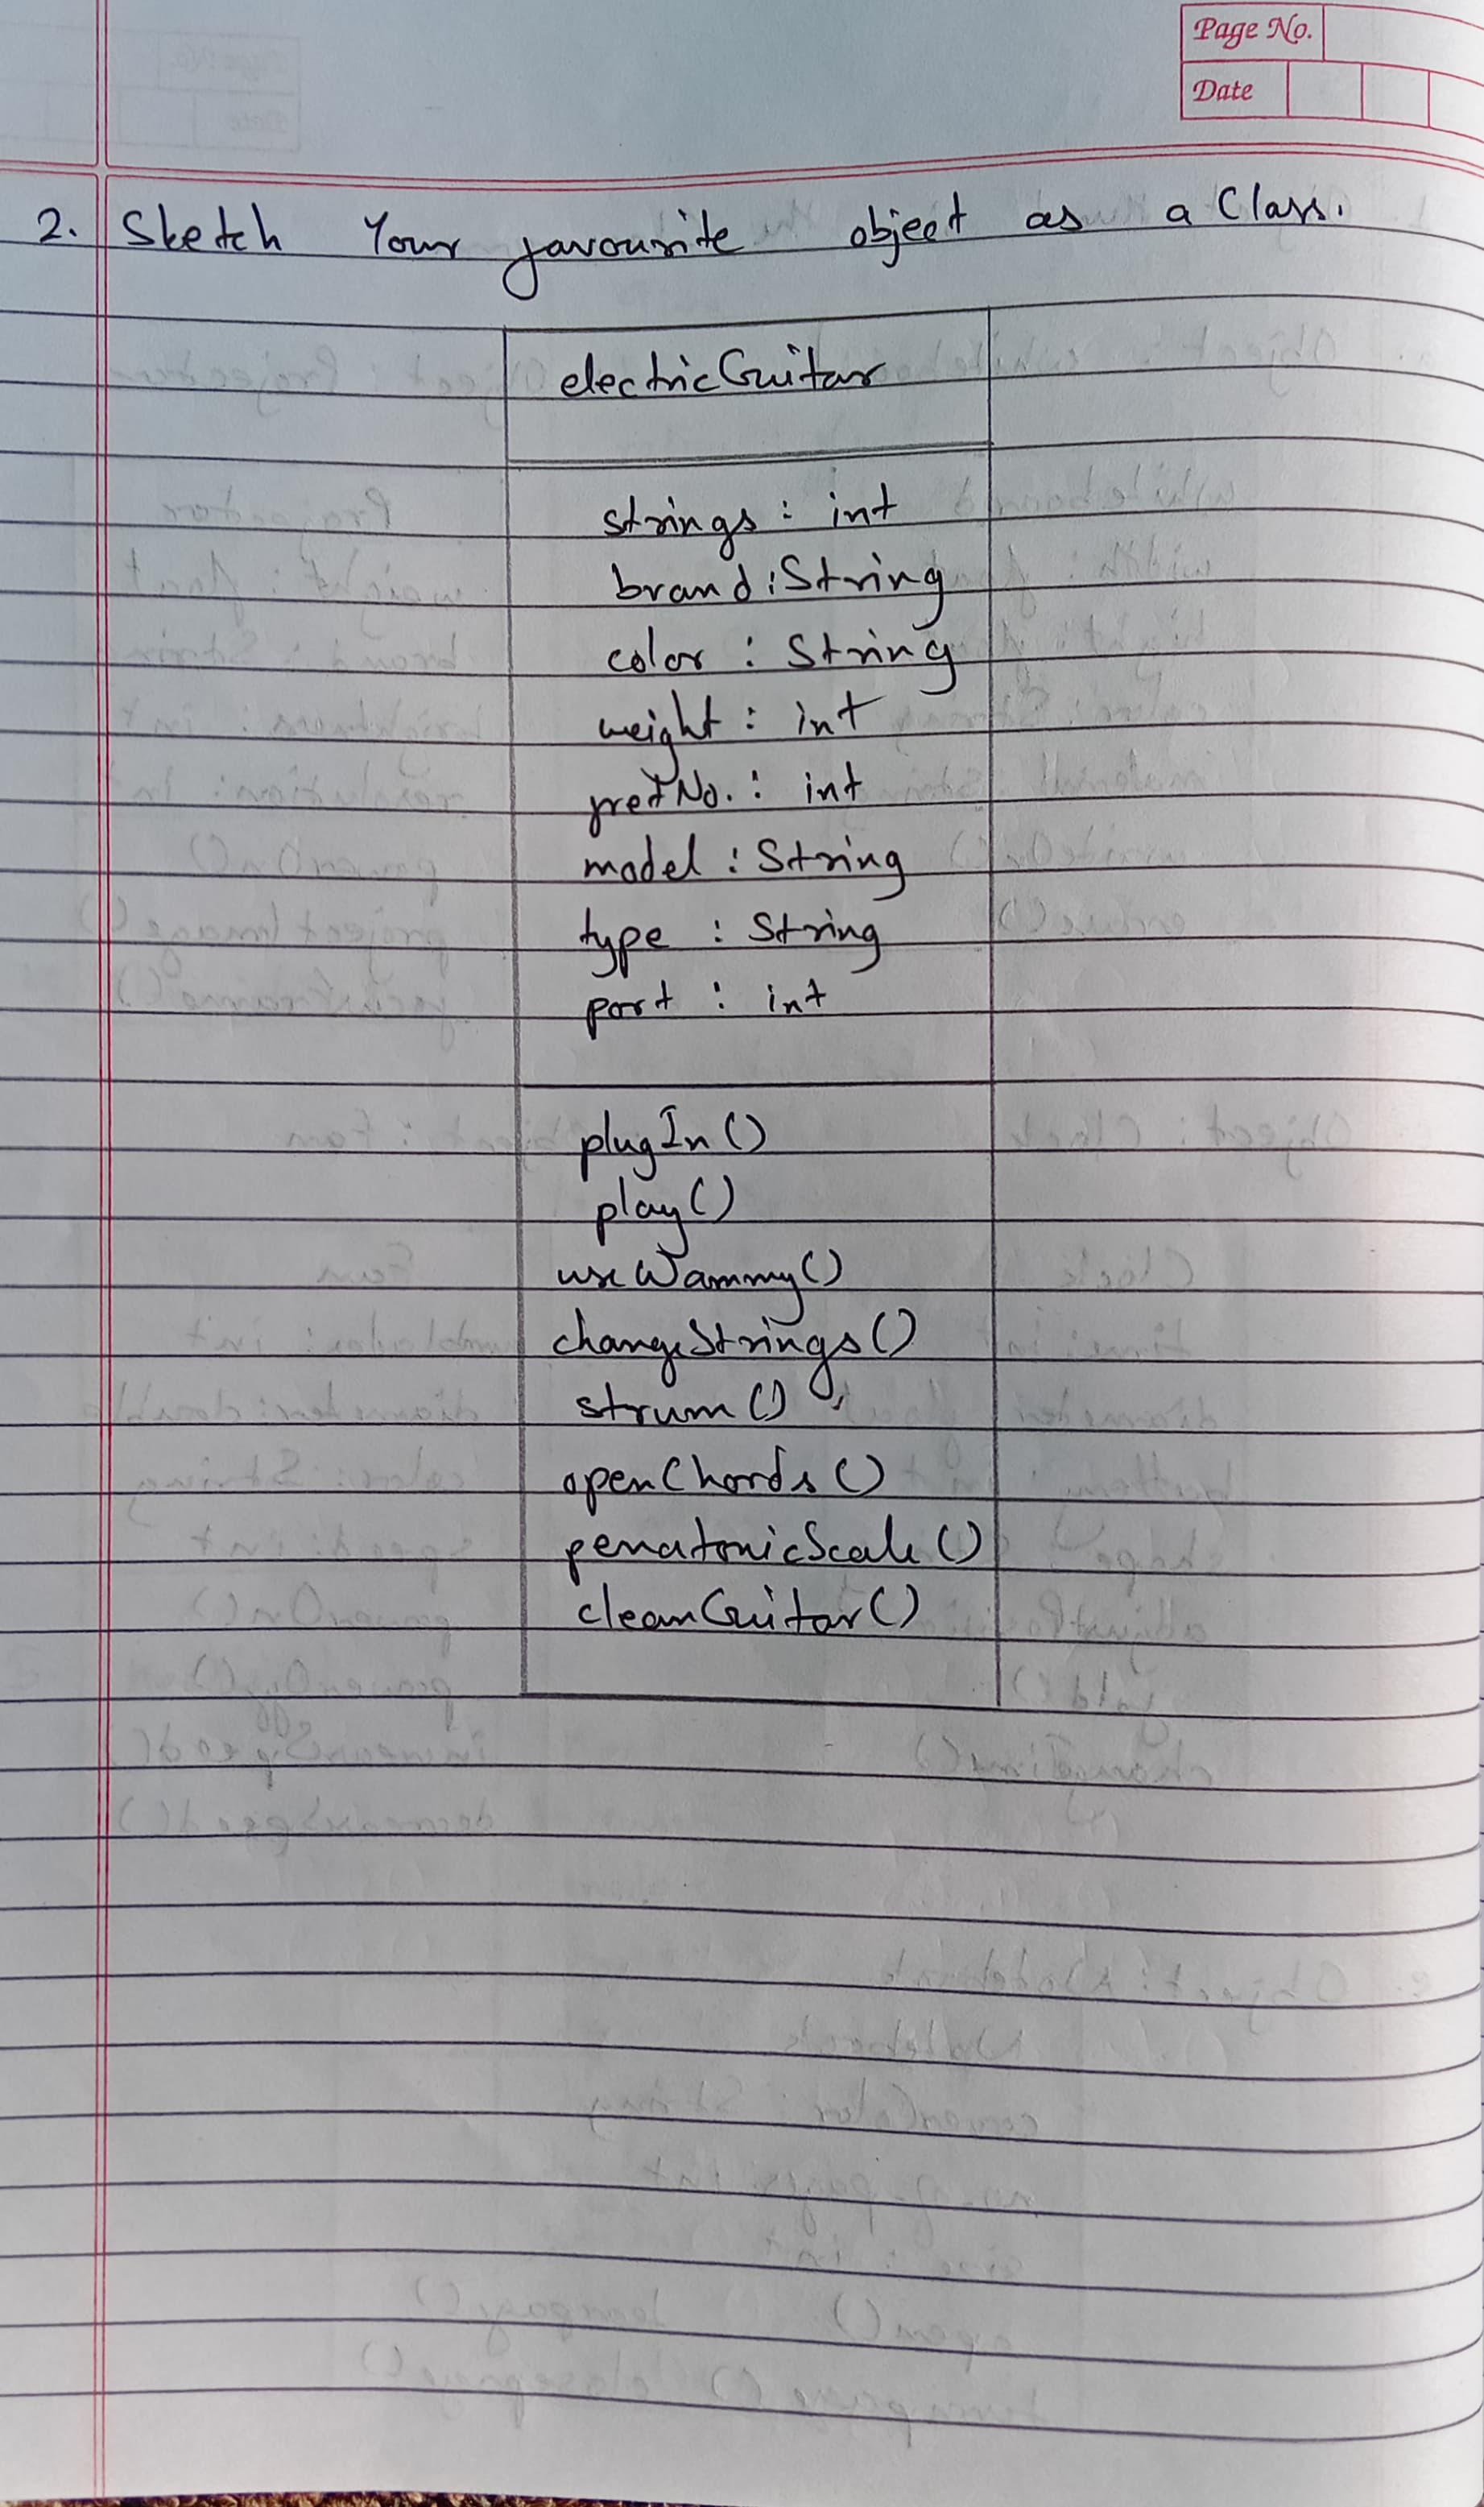 Page No.
Date
2. Sketch Your favourite object as a Class.
electricGuitar
strings : int
brand : String
color : String
weight : int
fretNo. : int
model : String
type : String
port : int
plugIn ()
play ()
useWammy ()
changeStrings ()
strum ()
openChords ()
penatonicScale ()
cleanGuitar ()